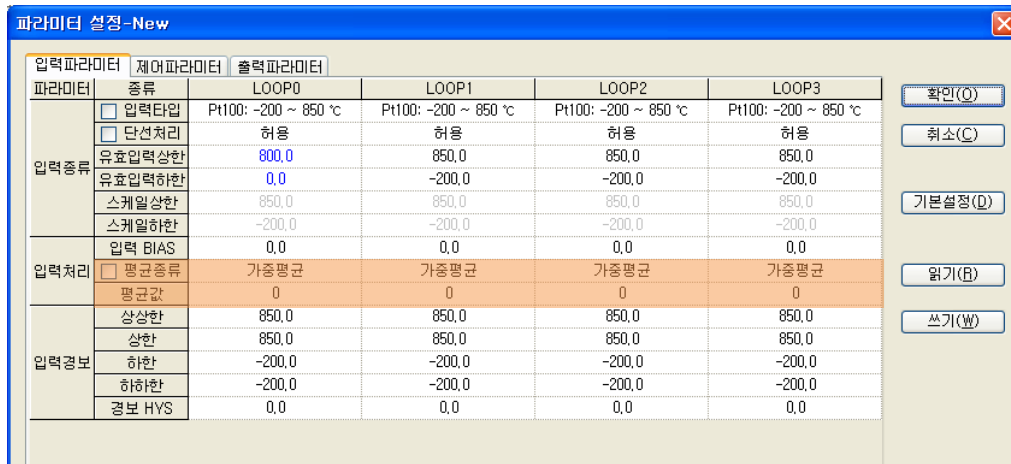 파라미터 설정-New
입력파라미터 제어파라미터 출력파라미터
파라미터 종류 LOOP0 LOOP1 LOOP2 LOOP3
입력종류
입력타입 Pt100: -200 ~ 850 ℃ Pt100: -200 ~ 850 ℃ Pt100: -200 ~ 850 ℃ Pt100: -200 ~ 850 ℃
단선처리 허용 허용 허용 허용
유효입력상한 800,0 850,0 850,0 850,0
유효입력하한 0,0 -200,0 -200,0 -200,0
스케일상한 850,0 850,0 850,0 850,0
스케일하한 -200,0 -200,0 -200,0 -200,0
입력처리
입력 BIAS 0,0 0,0 0,0 0,0
평균종류 가중평균 가중평균 가중평균 가중평균
평균값 0 0 0 0
입력경보
상상한 850,0 850,0 850,0 850,0
상한 850,0 850,0 850,0 850,0
하한 -200,0 -200,0 -200,0 -200,0
하하한 -200,0 -200,0 -200,0 -200,0
경보 HYS 0,0 0,0 0,0 0,0
확인(O)
취소(C)
기본설정(D)
읽기(R)
쓰기(W)